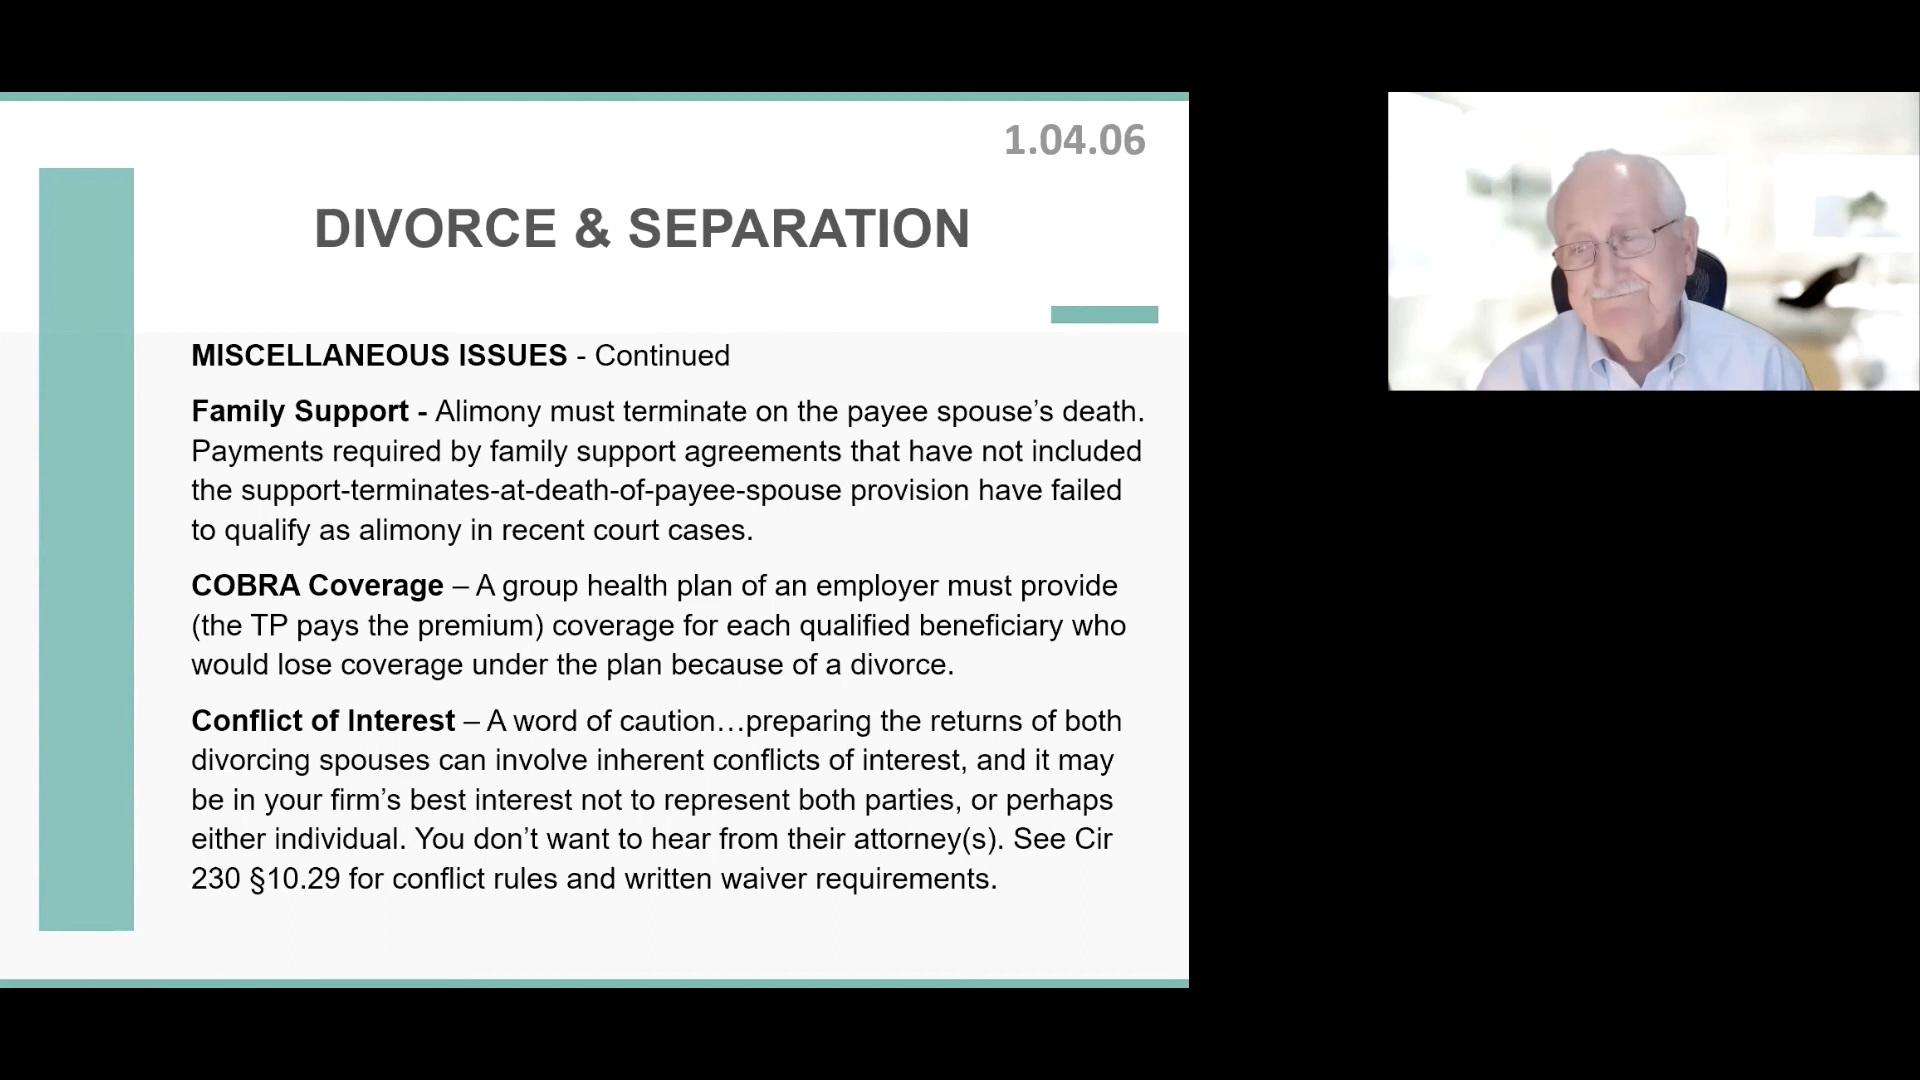 1.04.06
DIVORCE & SEPARATION
MISCELLANEOUS ISSUES - Continued
Family Support - Alimony must terminate on the payee spouse’s death.
Payments required by family support agreements that have not included
the support-terminates-at-death-of-payee-spouse provision have failed
to qualify as alimony in recent court cases.
COBRA Coverage – A group health plan of an employer must provide
(the TP pays the premium) coverage for each qualified beneficiary who
would lose coverage under the plan because of a divorce.
Conflict of Interest – A word of caution…preparing the returns of both
divorcing spouses can involve inherent conflicts of interest, and it may
be in your firm’s best interest not to represent both parties, or perhaps
either individual. You don’t want to hear from their attorney(s). See Cir
230 §10.29 for conflict rules and written waiver requirements.